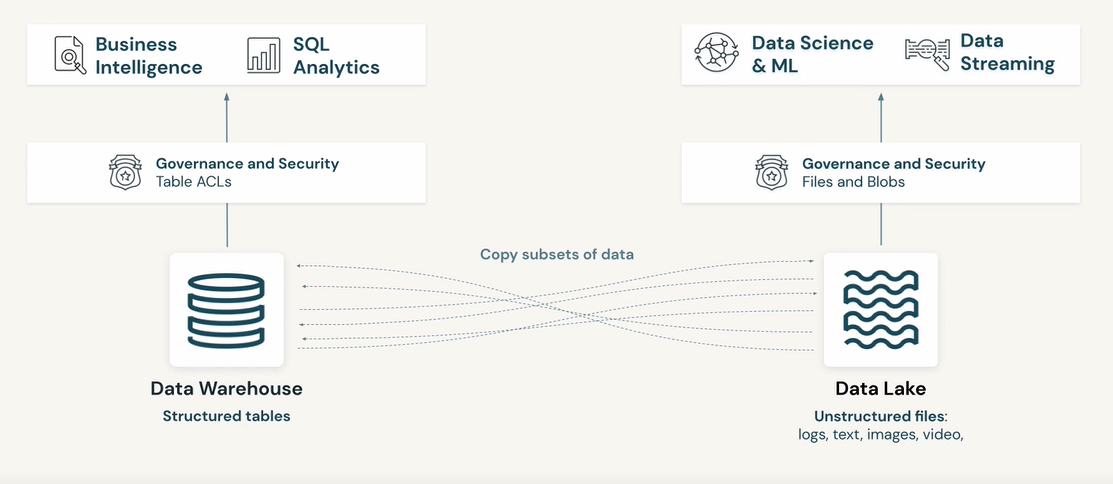 Business
Intelligence
SQL
Analytics
Data Science
& ML
Data
Streaming
Governance and Security
Table ACLs
Governance and Security
Files and Blobs
Copy subsets of data
Data Warehouse
Structured tables
Data Lake
Unstructured files:
logs, text, images, video,